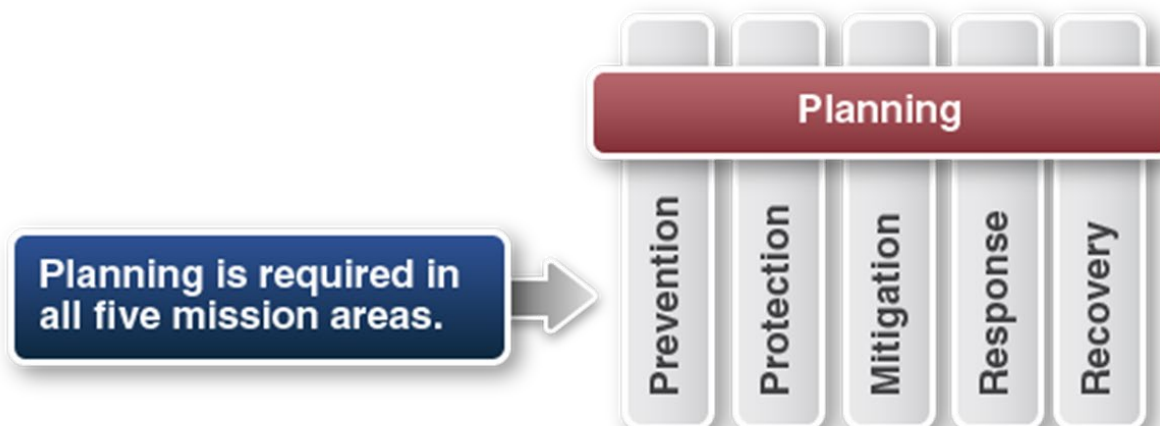 Planning
Planning is required in
all five mission areas.
Prevention
Protection
Mitigation
Response
Recovery